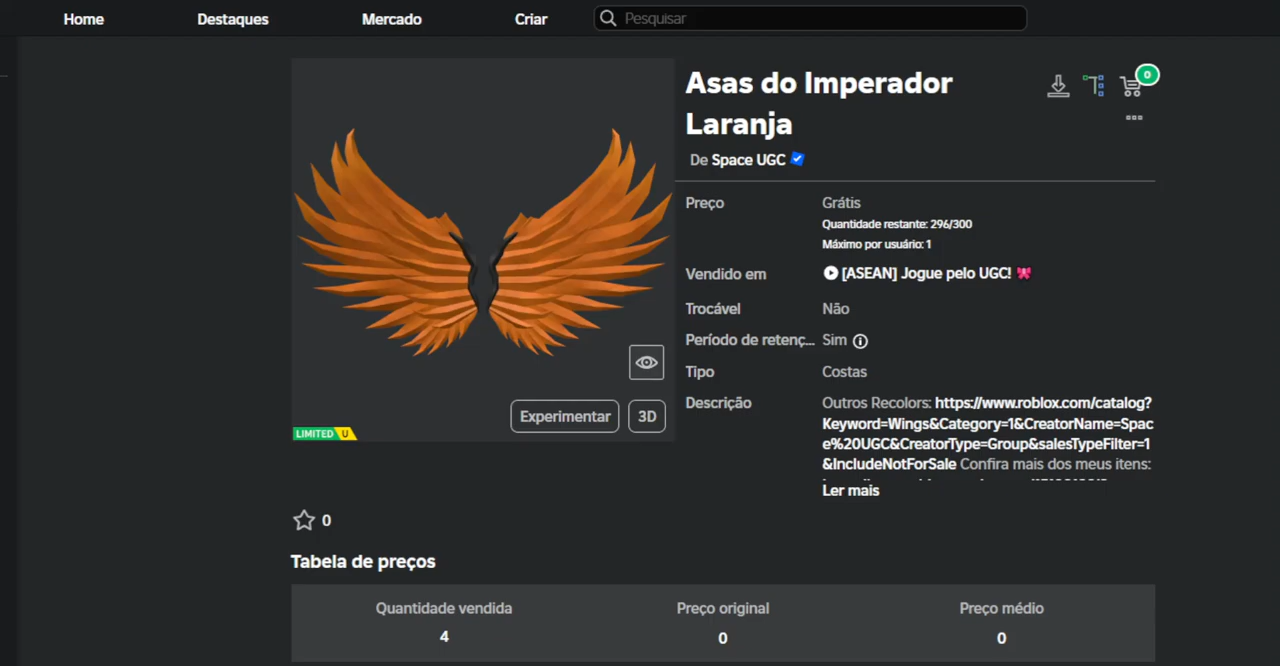 Home Destaques Mercado Criar Pesquisar
Asas do Imperador
Laranja
0
De Space UGC
Preço Grátis
Quantidade restante: 296/300
Máximo por usuário: 1
Vendido em [ASEAN] Jogue pelo UGC!
Trocável Não
Período de retenç... Sim
Tipo Costas
Descrição Outros Recolors: https://www.roblox.com/catalog?
Keyword=Wings&Category=1&CreatorName=Spac
e%20UGC&CreatorType=Group&salesTypeFilter=1
&IncludeNotForSale Confira mais dos meus itens:
Ler mais
Experimentar 3D
LIMITED U
0
Tabela de preços
Quantidade vendida Preço original Preço médio
4 0 0